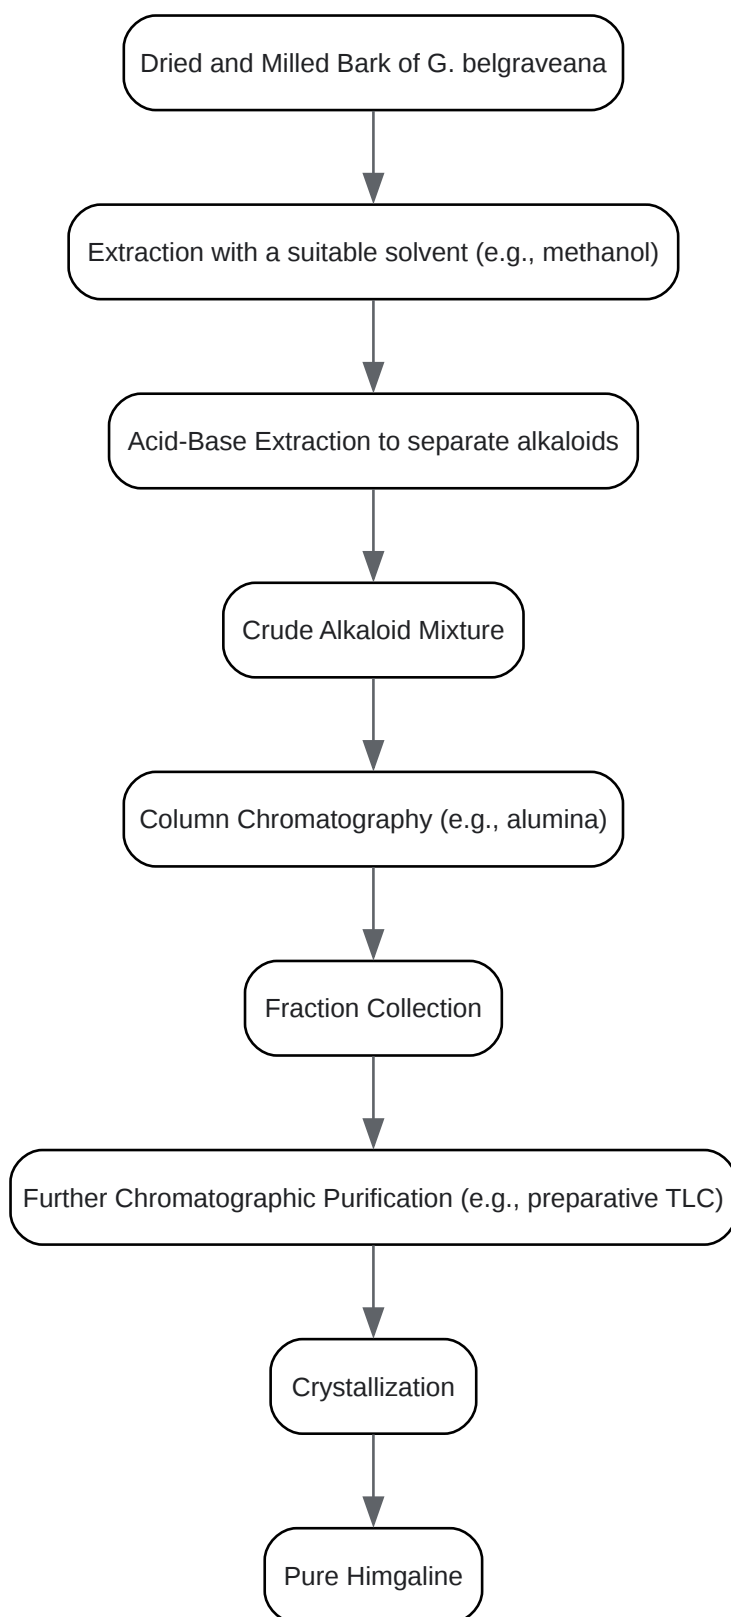 Dried and Milled Bark of G. belgraveana
Extraction with a suitable solvent (e.g., methanol)
Acid-Base Extraction to separate alkaloids
Crude Alkaloid Mixture
Column Chromatography (e.g., alumina)
Fraction Collection
Further Chromatographic Purification (e.g., preparative TLC)
Crystallization
Pure Himgaline